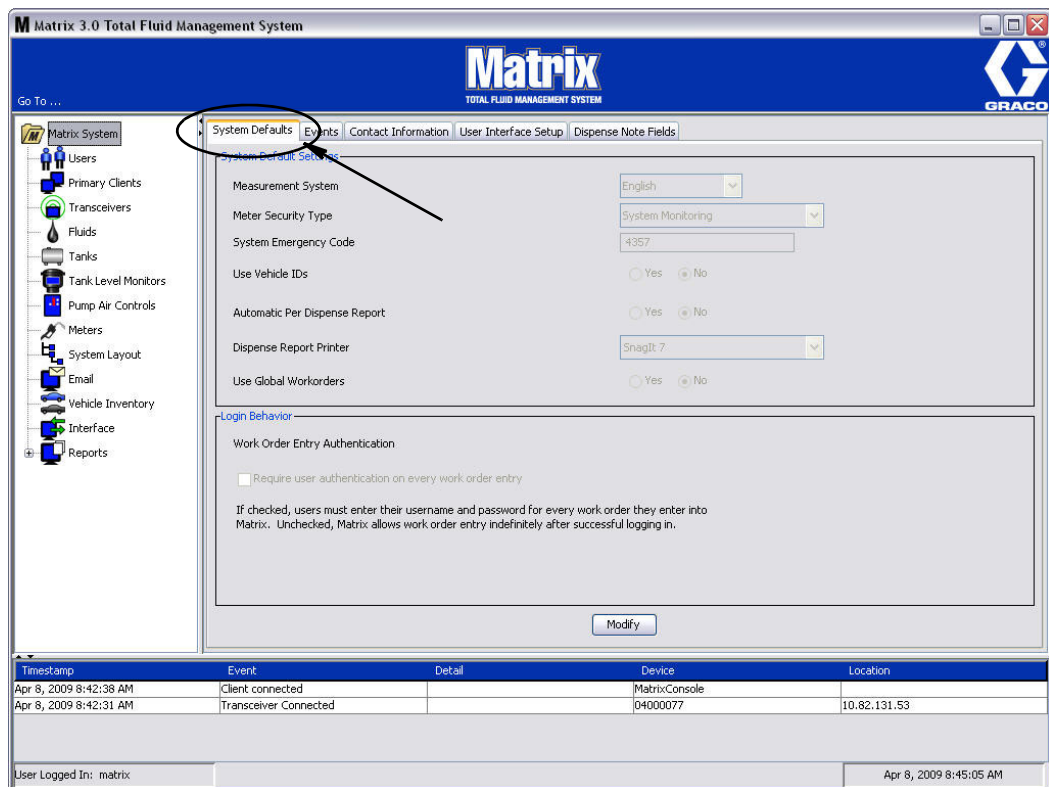 M Matrix 3.0 Total Fluid Management System
Matrix
TOTAL FLUID MANAGEMENT SYSTEM
Go To ...
GRACO
Matrix System
Users
Primary Clients
Transceivers
Fluids
Tanks
Tank Level Monitors
Pump Air Controls
Meters
System Layout
Email
Vehicle Inventory
Interface
Reports
System Defaults Events Contact Information User Interface Setup Dispense Note Fields
System Default Settings
Measurement System English
Meter Security Type System Monitoring
System Emergency Code 4357
Use Vehicle IDs Yes No
Automatic Per Dispense Report Yes No
Dispense Report Printer SnagIt 7
Use Global Workorders Yes No
Login Behavior
Work Order Entry Authentication
Require user authentication on every work order entry
If checked, users must enter their username and password for every work order they enter into
Matrix. Unchecked, Matrix allows work order entry indefinitely after successful logging in.
Modify
Timestamp Event Detail Device Location
Apr 8, 2009 8:42:38 AM Client connected MatrixConsole
Apr 8, 2009 8:42:31 AM Transceiver Connected 04000077 10.82.131.53
User Logged In: matrix Apr 8, 2009 8:45:05 AM